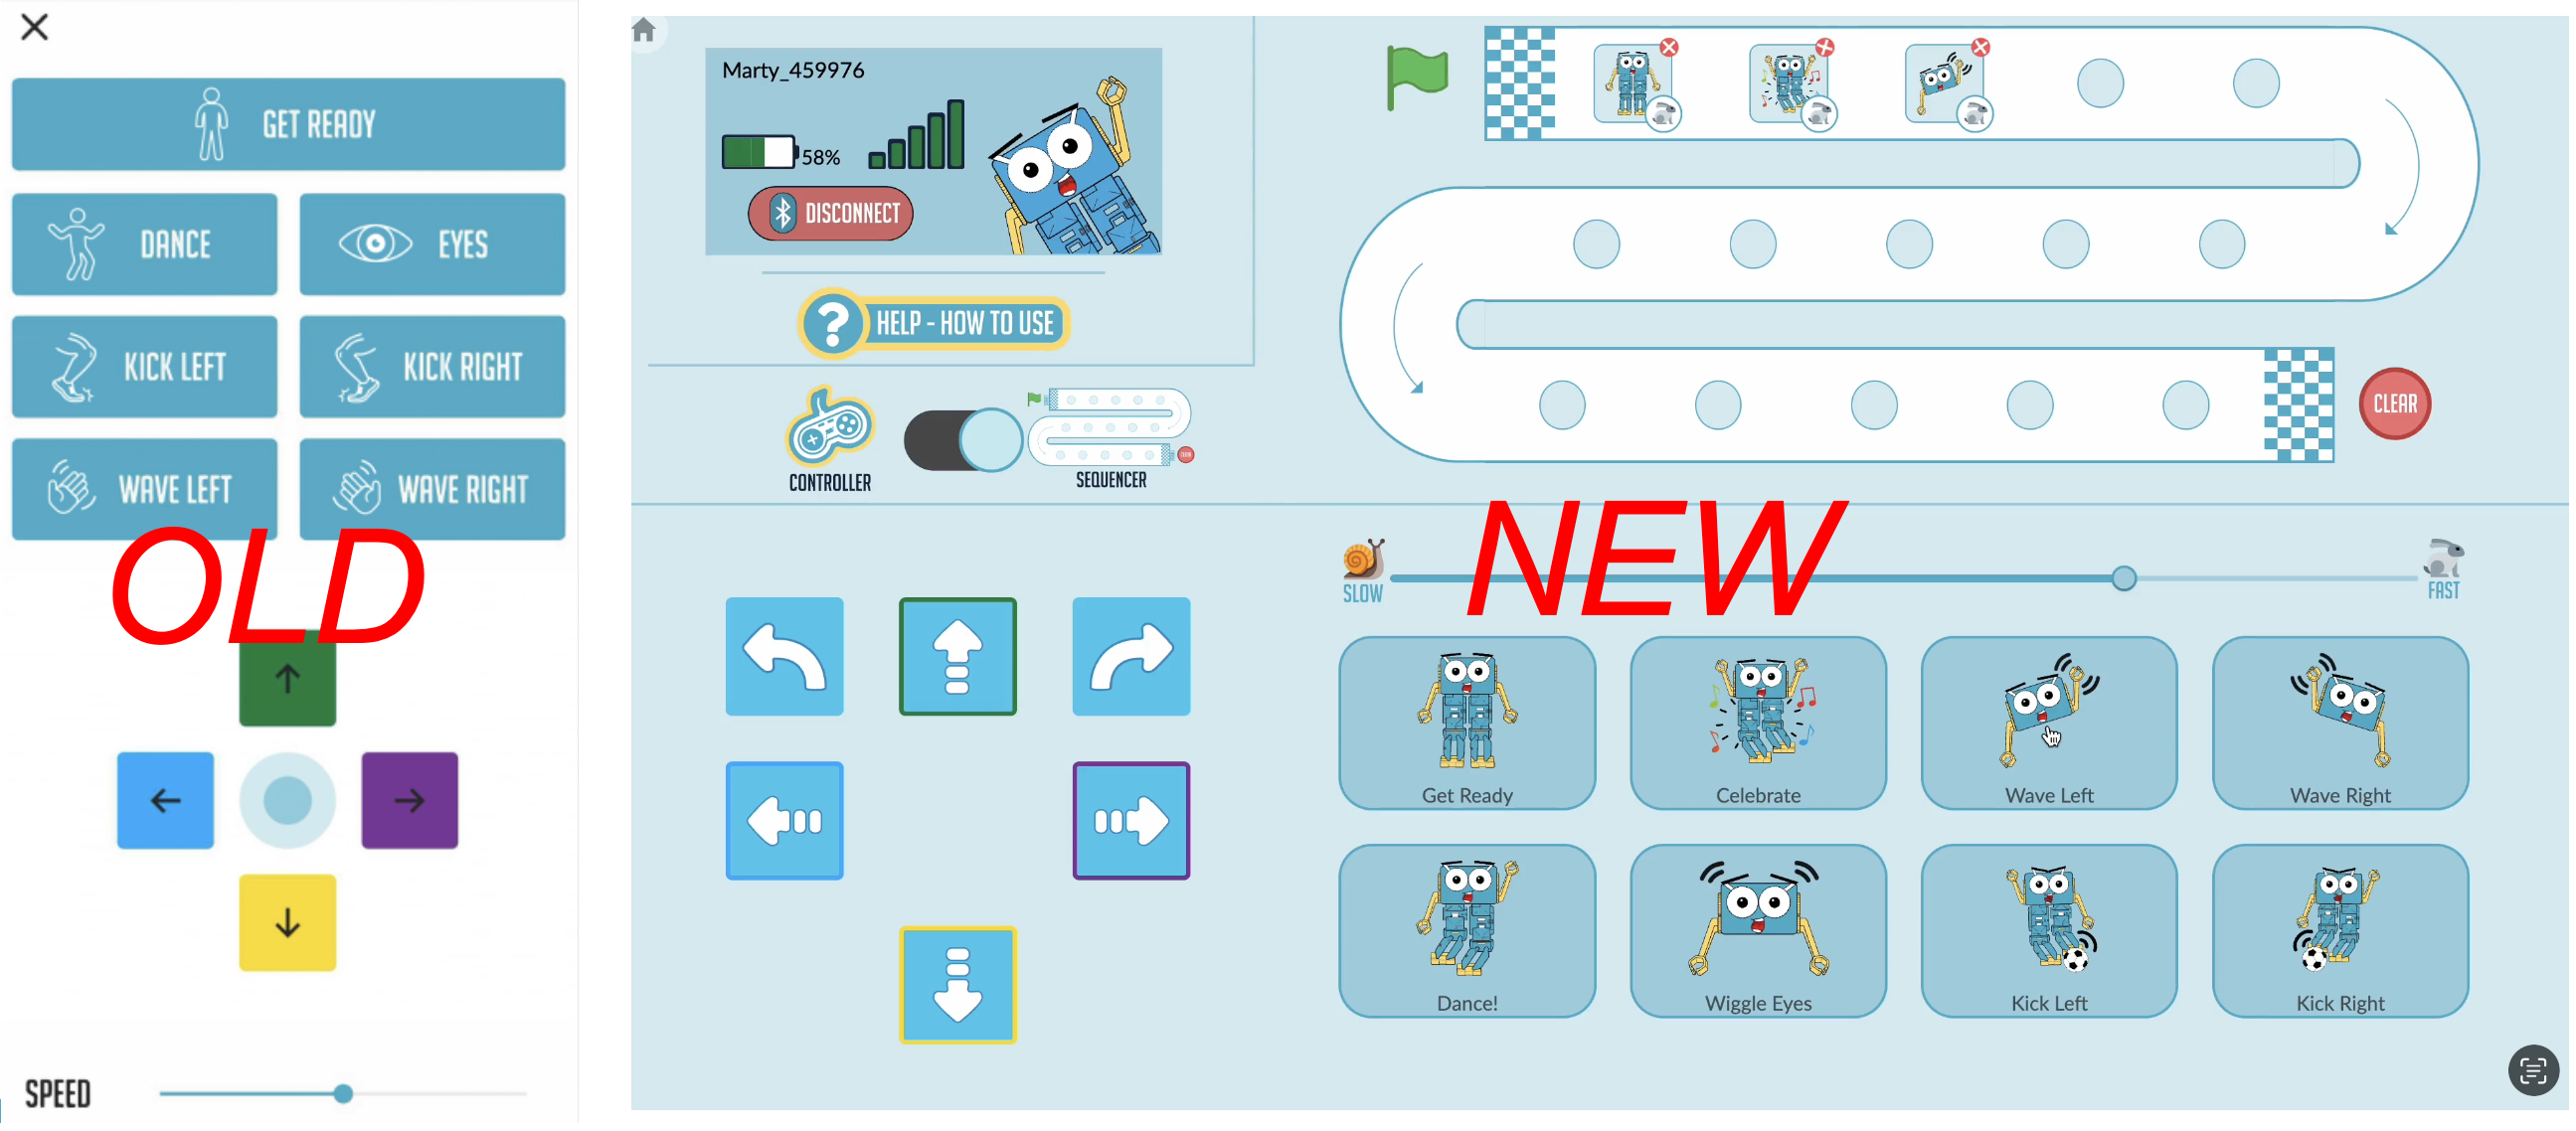 GET READY
DANCE
EYES
KICK LEFT
KICK RIGHT
WAVE LEFT
WAVE RIGHT
OLD
SPEED
Marty_459976
58%
DISCONNECT
? HELP - HOW TO USE
CONTROLLER
SEQUENCER
CLEAR
NEW
SLOW
FAST
Get Ready
Celebrate
Wave Left
Wave Right
Dance!
Wiggle Eyes
Kick Left
Kick Right